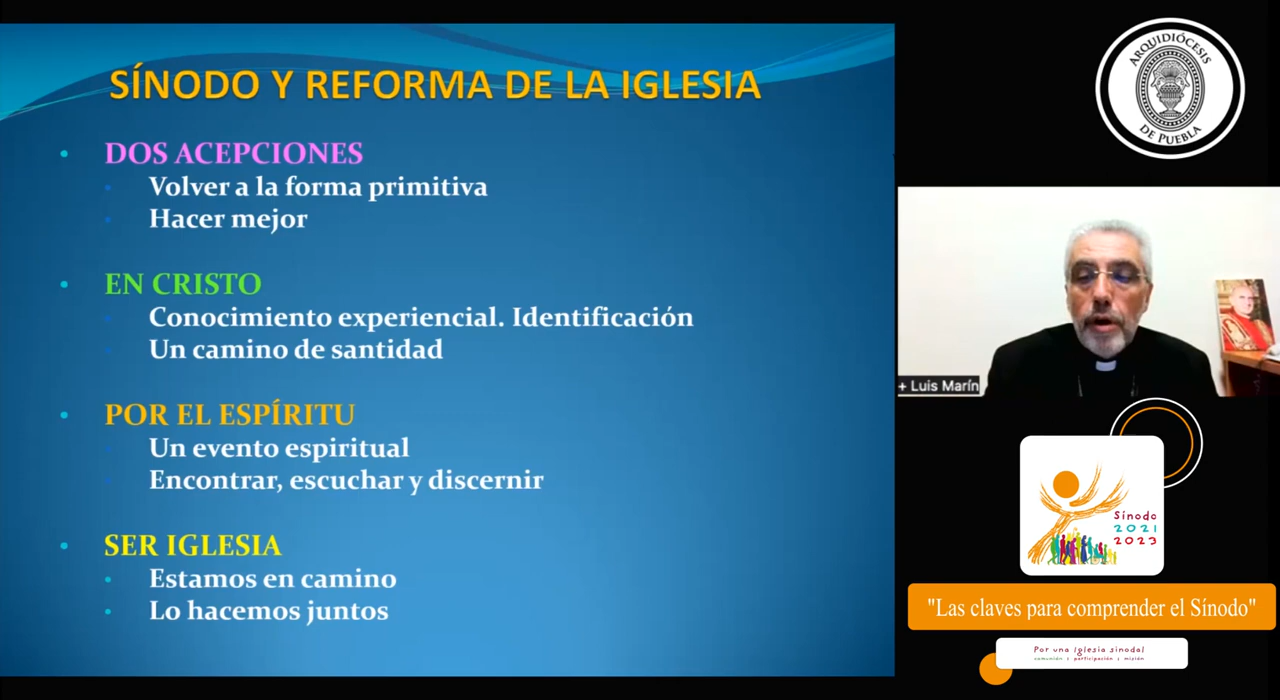 SÍNODO Y REFORMA DE LA IGLESIA
DOS ACEPCIONES
Volver a la forma primitiva
Hacer mejor
EN CRISTO
Conocimiento experiencial. Identificación
Un camino de santidad
POR EL ESPÍRITU
Un evento espiritual
Encontrar, escuchar y discernir
SER IGLESIA
Estamos en camino
Lo hacemos juntos
ARQUIDIÓCESIS
DE PUEBLA
+ Luis Marín
Sínodo
2021
2023
"Las claves para comprender el Sínodo"
Por una Iglesia sinodal
comunión | participación | misión